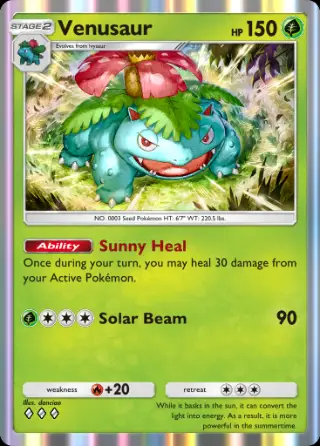 STAGE 2
Venusaur
HP 150
Evolves from Ivysaur
NO. 0003 Seed Pokémon HT: 6'7" WT: 220.5 lbs.
Ability Sunny Heal
Once during your turn, you may heal 30 damage from
your Active Pokémon.
Solar Beam 90
weakness +20 retreat
illus. danciao
While it basks in the sun, it can convert the
light into energy. As a result, it is more
powerful in the summertime.